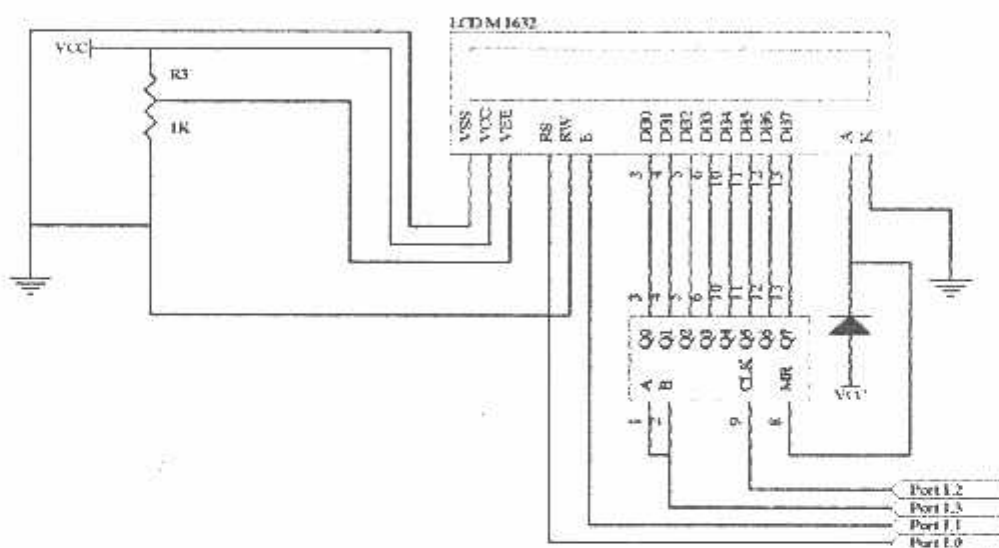 LCD M1632
VCC
R3
1K
VSS VCC VEE RS RW E DB0 DB1 DB2 DB3 DB4 DB5 DB6 DB7 A K
3 4 5 6 10 11 12 13
3 4 5 6 10 11 12 13
Q0 Q1 Q2 Q3 Q4 Q5 Q6 Q7
A B CLK MR
VCC
1 2 9 8
Port 1.2
Port 1.3
Port 1.1
Port 1.0